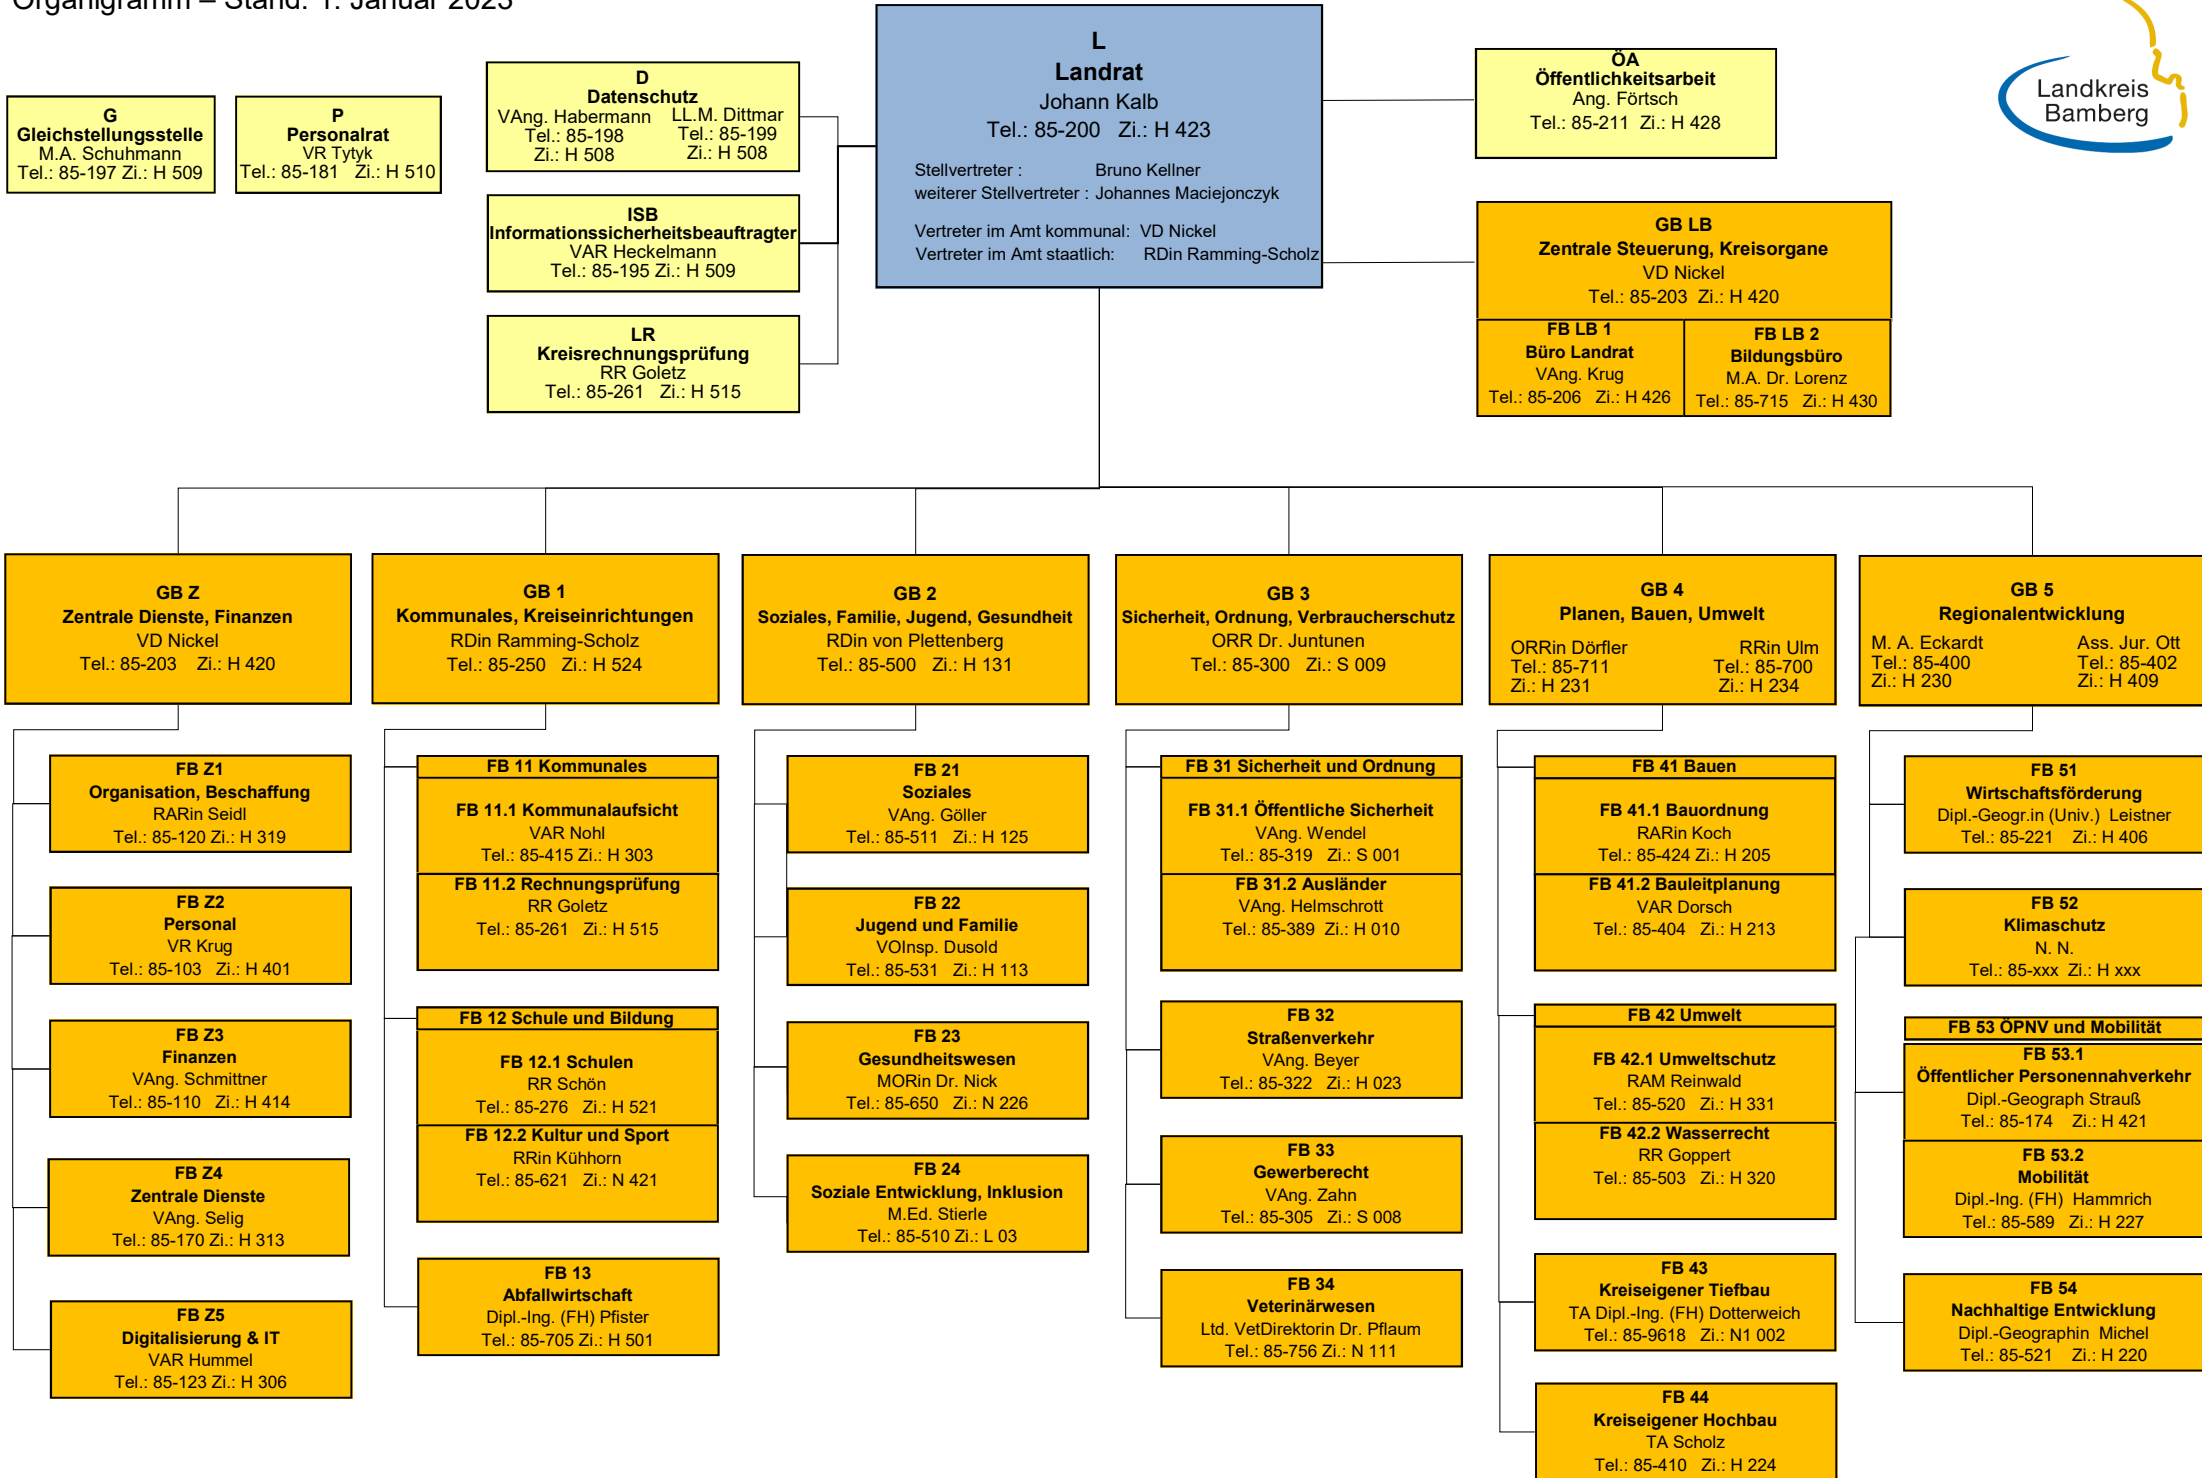 Organigramm – Stand: 1. Januar 2023
G
Gleichstellungsstelle
M.A. Schuhmann
Tel.: 85-197 Zi.: H 509
P
Personalrat
VR Tytyk
Tel.: 85-181 Zi.: H 510
D
Datenschutz
VAng. Habermann LL.M. Dittmar
Tel.: 85-198 Tel.: 85-199
Zi.: H 508 Zi.: H 508
ISB
Informationssicherheitsbeauftragter
VAR Heckelmann
Tel.: 85-195 Zi.: H 509
LR
Kreisrechnungsprüfung
RR Goletz
Tel.: 85-261 Zi.: H 515
L
Landrat
Johann Kalb
Tel.: 85-200 Zi.: H 423
Stellvertreter : Bruno Kellner
weiterer Stellvertreter : Johannes Maciejonczyk
Vertreter im Amt kommunal: VD Nickel
Vertreter im Amt staatlich: RDin Ramming-Scholz
ÖA
Öffentlichkeitsarbeit
Ang. Förtsch
Tel.: 85-211 Zi.: H 428
Landkreis
Bamberg
GB LB
Zentrale Steuerung, Kreisorgane
VD Nickel
Tel.: 85-203 Zi.: H 420
FB LB 1
Büro Landrat
VAng. Krug
Tel.: 85-206 Zi.: H 426
FB LB 2
Bildungsbüro
M.A. Dr. Lorenz
Tel.: 85-715 Zi.: H 430
GB Z
Zentrale Dienste, Finanzen
VD Nickel
Tel.: 85-203 Zi.: H 420
FB Z1
Organisation, Beschaffung
RARin Seidl
Tel.: 85-120 Zi.: H 319
FB Z2
Personal
VR Krug
Tel.: 85-103 Zi.: H 401
FB Z3
Finanzen
VAng. Schmittner
Tel.: 85-110 Zi.: H 414
FB Z4
Zentrale Dienste
VAng. Selig
Tel.: 85-170 Zi.: H 313
FB Z5
Digitalisierung & IT
VAR Hummel
Tel.: 85-123 Zi.: H 306
GB 1
Kommunales, Kreiseinrichtungen
RDin Ramming-Scholz
Tel.: 85-250 Zi.: H 524
FB 11 Kommunales
FB 11.1 Kommunalaufsicht
VAR Nohl
Tel.: 85-415 Zi.: H 303
FB 11.2 Rechnungsprüfung
RR Goletz
Tel.: 85-261 Zi.: H 515
FB 12 Schule und Bildung
FB 12.1 Schulen
RR Schön
Tel.: 85-276 Zi.: H 521
FB 12.2 Kultur und Sport
RRin Kühhorn
Tel.: 85-621 Zi.: N 421
FB 13
Abfallwirtschaft
Dipl.-Ing. (FH) Pfister
Tel.: 85-705 Zi.: H 501
GB 2
Soziales, Familie, Jugend, Gesundheit
RDin von Plettenberg
Tel.: 85-500 Zi.: H 131
FB 21
Soziales
VAng. Göller
Tel.: 85-511 Zi.: H 125
FB 22
Jugend und Familie
VOInsp. Dusold
Tel.: 85-531 Zi.: H 113
FB 23
Gesundheitswesen
MORin Dr. Nick
Tel.: 85-650 Zi.: N 226
FB 24
Soziale Entwicklung, Inklusion
M.Ed. Stierle
Tel.: 85-510 Zi.: L 03
GB 3
Sicherheit, Ordnung, Verbraucherschutz
ORR Dr. Juntunen
Tel.: 85-300 Zi.: S 009
FB 31 Sicherheit und Ordnung
FB 31.1 Öffentliche Sicherheit
VAng. Wendel
Tel.: 85-319 Zi.: S 001
FB 31.2 Ausländer
VAng. Helmschrott
Tel.: 85-389 Zi.: H 010
FB 32
Straßenverkehr
VAng. Beyer
Tel.: 85-322 Zi.: H 023
FB 33
Gewerberecht
VAng. Zahn
Tel.: 85-305 Zi.: S 008
FB 34
Veterinärwesen
Ltd. VetDirektorin Dr. Pflaum
Tel.: 85-756 Zi.: N 111
GB 4
Planen, Bauen, Umwelt
ORRin Dörfler RRin Ulm
Tel.: 85-711 Tel.: 85-700
Zi.: H 231 Zi.: H 234
FB 41 Bauen
FB 41.1 Bauordnung
RARin Koch
Tel.: 85-424 Zi.: H 205
FB 41.2 Bauleitplanung
VAR Dorsch
Tel.: 85-404 Zi.: H 213
FB 42 Umwelt
FB 42.1 Umweltschutz
RAM Reinwald
Tel.: 85-520 Zi.: H 331
FB 42.2 Wasserrecht
RR Goppert
Tel.: 85-503 Zi.: H 320
FB 43
Kreiseigener Tiefbau
TA Dipl.-Ing. (FH) Dotterweich
Tel.: 85-9618 Zi.: N1 002
FB 44
Kreiseigener Hochbau
TA Scholz
Tel.: 85-410 Zi.: H 224
GB 5
Regionalentwicklung
M. A. Eckardt Ass. Jur. Ott
Tel.: 85-400 Tel.: 85-402
Zi.: H 230 Zi.: H 409
FB 51
Wirtschaftsförderung
Dipl.-Geogr.in (Univ.) Leistner
Tel.: 85-221 Zi.: H 406
FB 52
Klimaschutz
N. N.
Tel.: 85-xxx Zi.: H xxx
FB 53 ÖPNV und Mobilität
FB 53.1
Öffentlicher Personennahverkehr
Dipl.-Geograph Strauß
Tel.: 85-174 Zi.: H 421
FB 53.2
Mobilität
Dipl.-Ing. (FH) Hammrich
Tel.: 85-589 Zi.: H 227
FB 54
Nachhaltige Entwicklung
Dipl.-Geographin Michel
Tel.: 85-521 Zi.: H 220